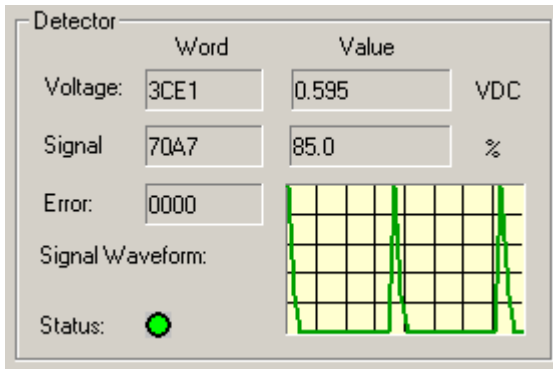 Detector
Word Value
Voltage: 3CE1 0.595 VDC
Signal 70A7 85.0 %
Error: 0000
Signal Waveform:
Status: